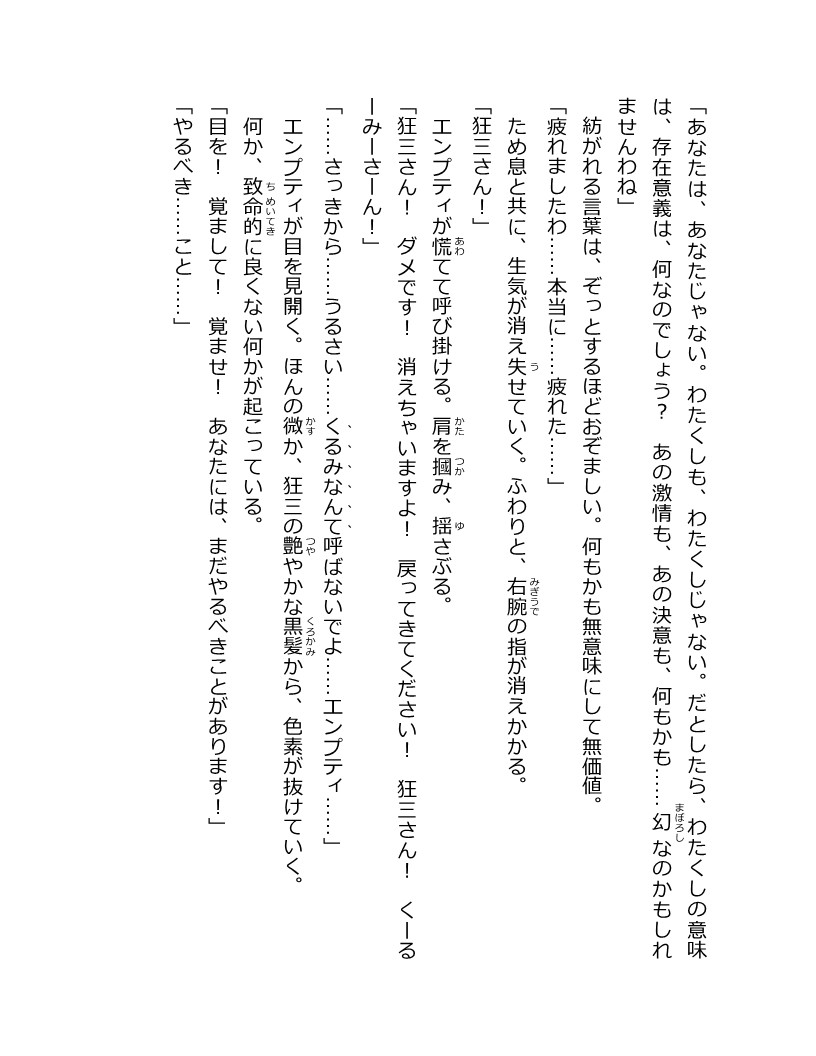 「あなたは、あなたじゃない。わたくしも、わたくしじゃない。だとしたら、わたくしの意味
は、存在意義は、何なのでしょう？　あの激情も、あの決意も、何もかも……幻なのかもしれ
ませんわね」
　紡がれる言葉は、ぞっとするほどおぞましい。何もかも無意味にして無価値。
「疲れましたわ……本当に……疲れた……」
　ため息と共に、生気が消え失せていく。ふわりと、右腕の指が消えかかる。
「狂三さん！」
　エンプティが慌てて呼び掛ける。肩を摑み、揺さぶる。
「狂三さん！　ダメです！　消えちゃいますよ！　戻ってきてください！　狂三さん！　くーる
ーみーさーん！」
「……さっきから……うるさい……くるみなんて呼ばないでよ……エンプティ……」
　エンプティが目を見開く。ほんの微か、狂三の艶やかな黒髪から、色素が抜けていく。
　何か、致命的に良くない何かが起こっている。
「目を！　覚まして！　覚ませ！　あなたには、まだやるべきことがあります！」
「やるべき……こと……」